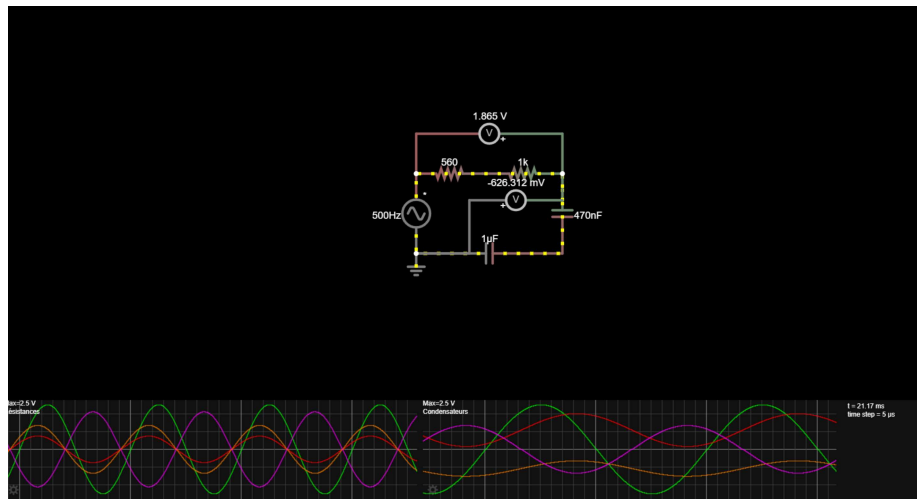 1.865 V
V
+
560
1k
-626.312 mV
V
+
500Hz
470nF
1µF
Max=2.5 V
Résistances
Max=2.5 V
Condensateurs
t = 21.17 ms
time step = 5 µs